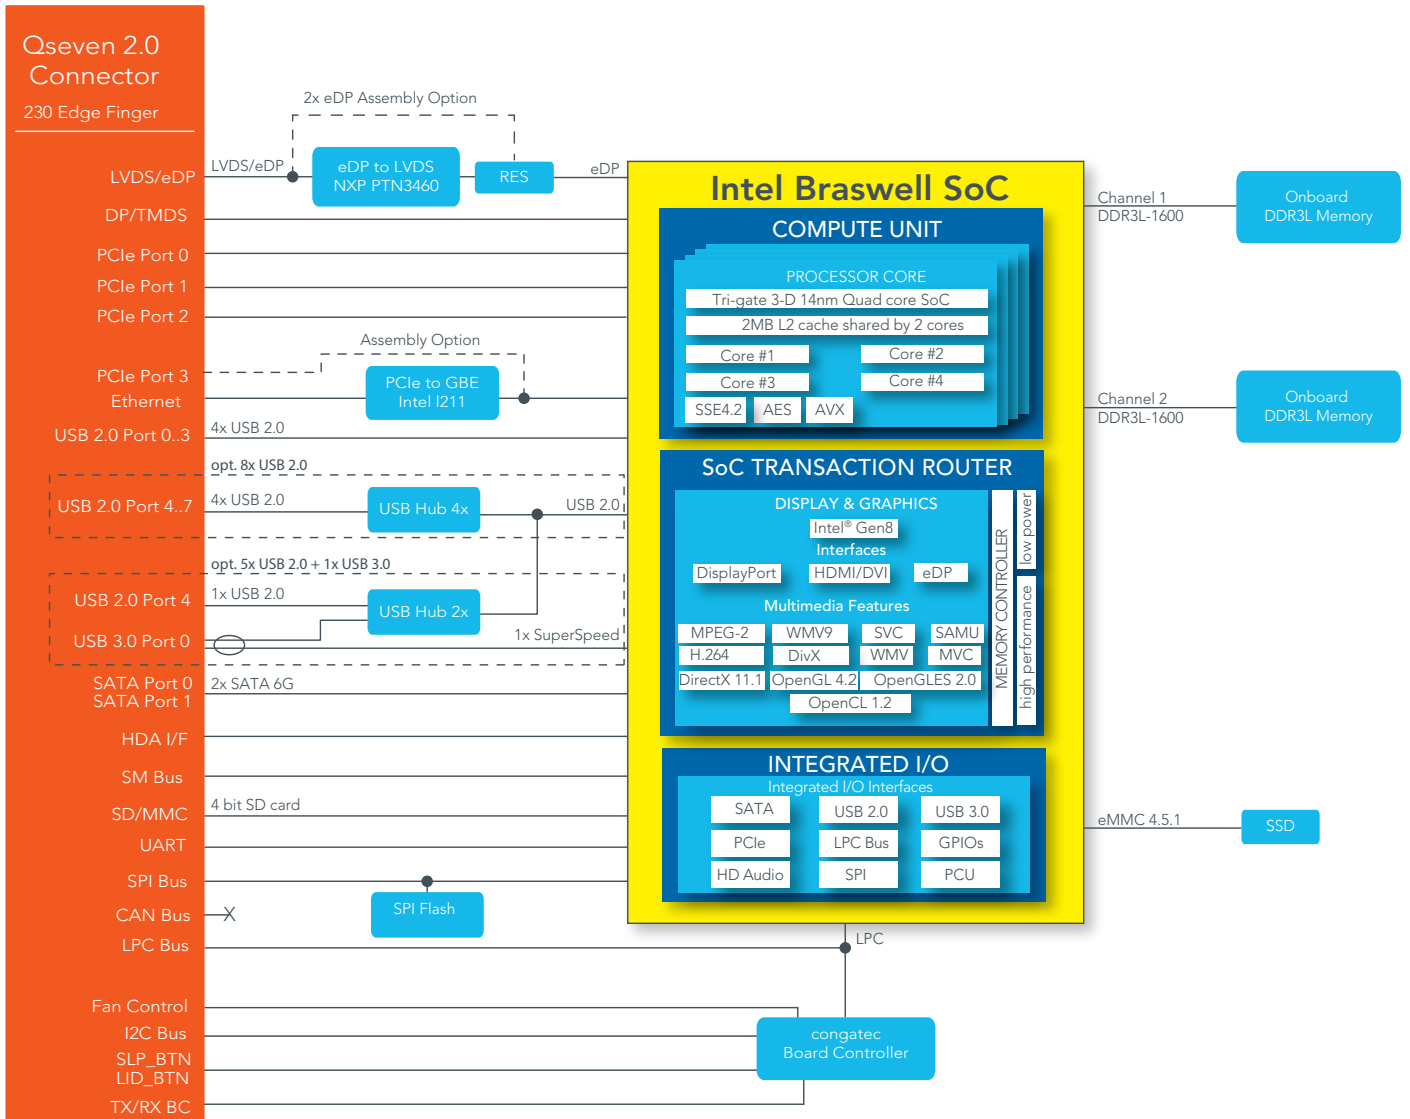 Qseven 2.0
Connector
230 Edge Finger
LVDS/eDP
DP/TMDS
PCIe Port 0
PCIe Port 1
PCIe Port 2
PCIe Port 3
Ethernet
USB 2.0 Port 0..3
USB 2.0 Port 4..7
USB 2.0 Port 4
USB 3.0 Port 0
SATA Port 0
SATA Port 1
HDA I/F
SM Bus
SD/MMC
UART
SPI Bus
CAN Bus
LPC Bus
Fan Control
I2C Bus
SLP_BTN
LID_BTN
TX/RX BC
2x eDP Assembly Option
LVDS/eDP
eDP to LVDS
NXP PTN3460
RES
eDP
Assembly Option
PCIe to GBE
Intel I211
4x USB 2.0
opt. 8x USB 2.0
4x USB 2.0
USB Hub 4x
USB 2.0
opt. 5x USB 2.0 + 1x USB 3.0
1x USB 2.0
USB Hub 2x
1x SuperSpeed
2x SATA 6G
4 bit SD card
SPI Flash
X
LPC
congatec
Board Controller
Intel Braswell SoC
COMPUTE UNIT
PROCESSOR CORE
Tri-gate 3-D 14nm Quad core SoC
2MB L2 cache shared by 2 cores
Core #1
Core #2
Core #3
Core #4
SSE4.2
AES
AVX
SoC TRANSACTION ROUTER
DISPLAY & GRAPHICS
Intel® Gen8
Interfaces
DisplayPort
HDMI/DVI
eDP
Multimedia Features
MPEG-2
WMV9
SVC
SAMU
H.264
DivX
WMV
MVC
DirectX 11.1
OpenGL 4.2
OpenGLES 2.0
OpenCL 1.2
MEMORY CONTROLLER
low power
high performance
INTEGRATED I/O
Integrated I/O Interfaces
SATA
USB 2.0
USB 3.0
PCIe
LPC Bus
GPIOs
HD Audio
SPI
PCU
Channel 1
DDR3L-1600
Onboard
DDR3L Memory
Channel 2
DDR3L-1600
Onboard
DDR3L Memory
eMMC 4.5.1
SSD